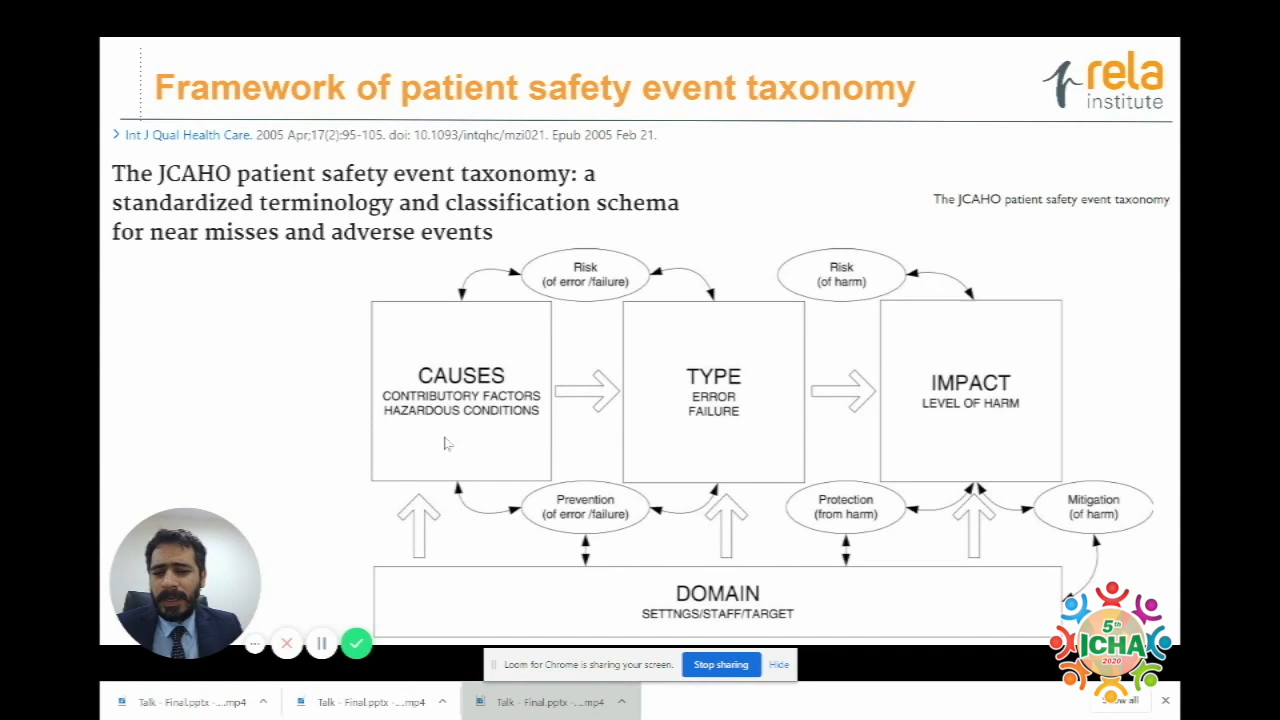 Framework of patient safety event taxonomy
rela
institute
> Int J Qual Health Care. 2005 Apr;17(2):95-105. doi: 10.1093/intqhc/mzi021. Epub 2005 Feb 21.
The JCAHO patient safety event taxonomy: a
standardized terminology and classification schema
for near misses and adverse events
The JCAHO patient safety event taxonomy
Risk
(of error /failure)
Risk
(of harm)
CAUSES
CONTRIBUTORY FACTORS
HAZARDOUS CONDITIONS
TYPE
ERROR
FAILURE
IMPACT
LEVEL OF HARM
Prevention
(of error/failure)
Protection
(from harm)
Mitigation
(of harm)
DOMAIN
SETTNGS/STAFF/TARGET
5th
ICHA
2020
Loom for Chrome is sharing your screen.
Stop sharing
Hide
Talk - Final.pptx -....mp4
Talk - Final.pptx -....mp4
Talk - Final.pptx -....mp4
all